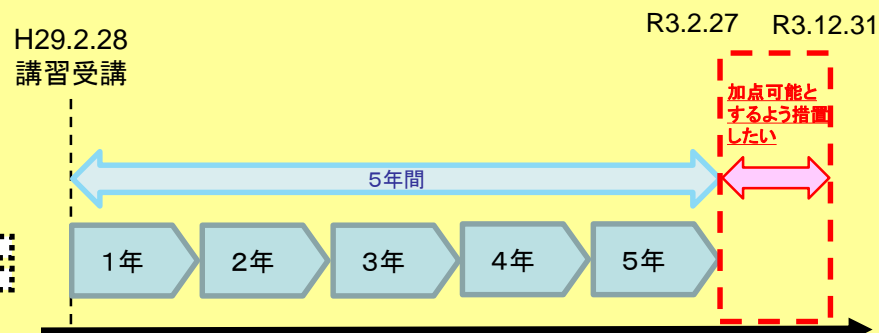 R3.2.27 R3.12.31
H29.2.28
講習受講
加点可能と
するよう措置
したい
5年間
1年 2年 3年 4年 5年